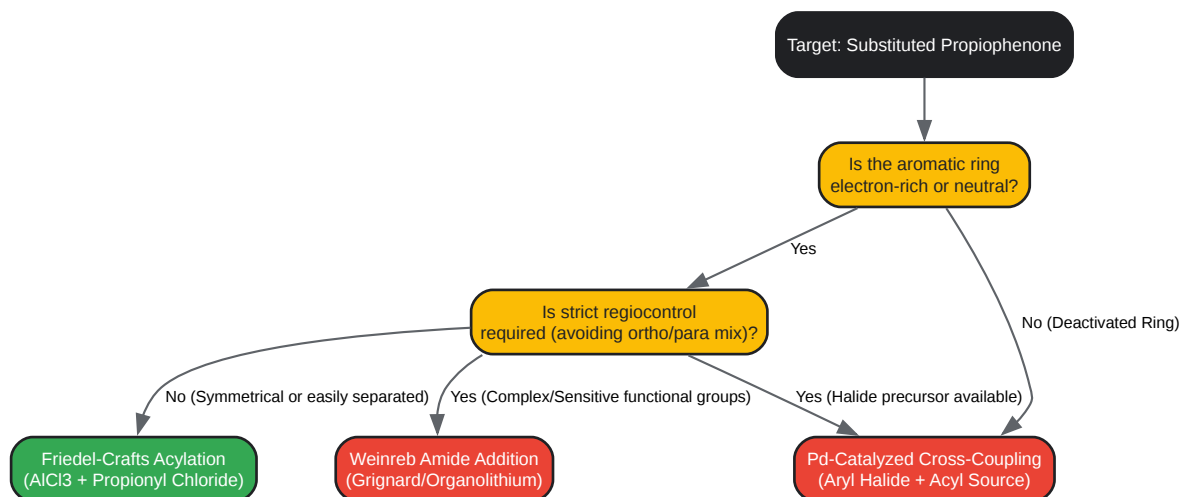 Target: Substituted Propiophenone
Is the aromatic ring
electron-rich or neutral?
Yes
Is strict regiocontrol
required (avoiding ortho/para mix)?
No (Deactivated Ring)
No (Symmetrical or easily separated)
Yes (Complex/Sensitive functional groups)
Yes (Halide precursor available)
Friedel-Crafts Acylation
(AlCl3 + Propionyl Chloride)
Weinreb Amide Addition
(Grignard/Organolithium)
Pd-Catalyzed Cross-Coupling
(Aryl Halide + Acyl Source)